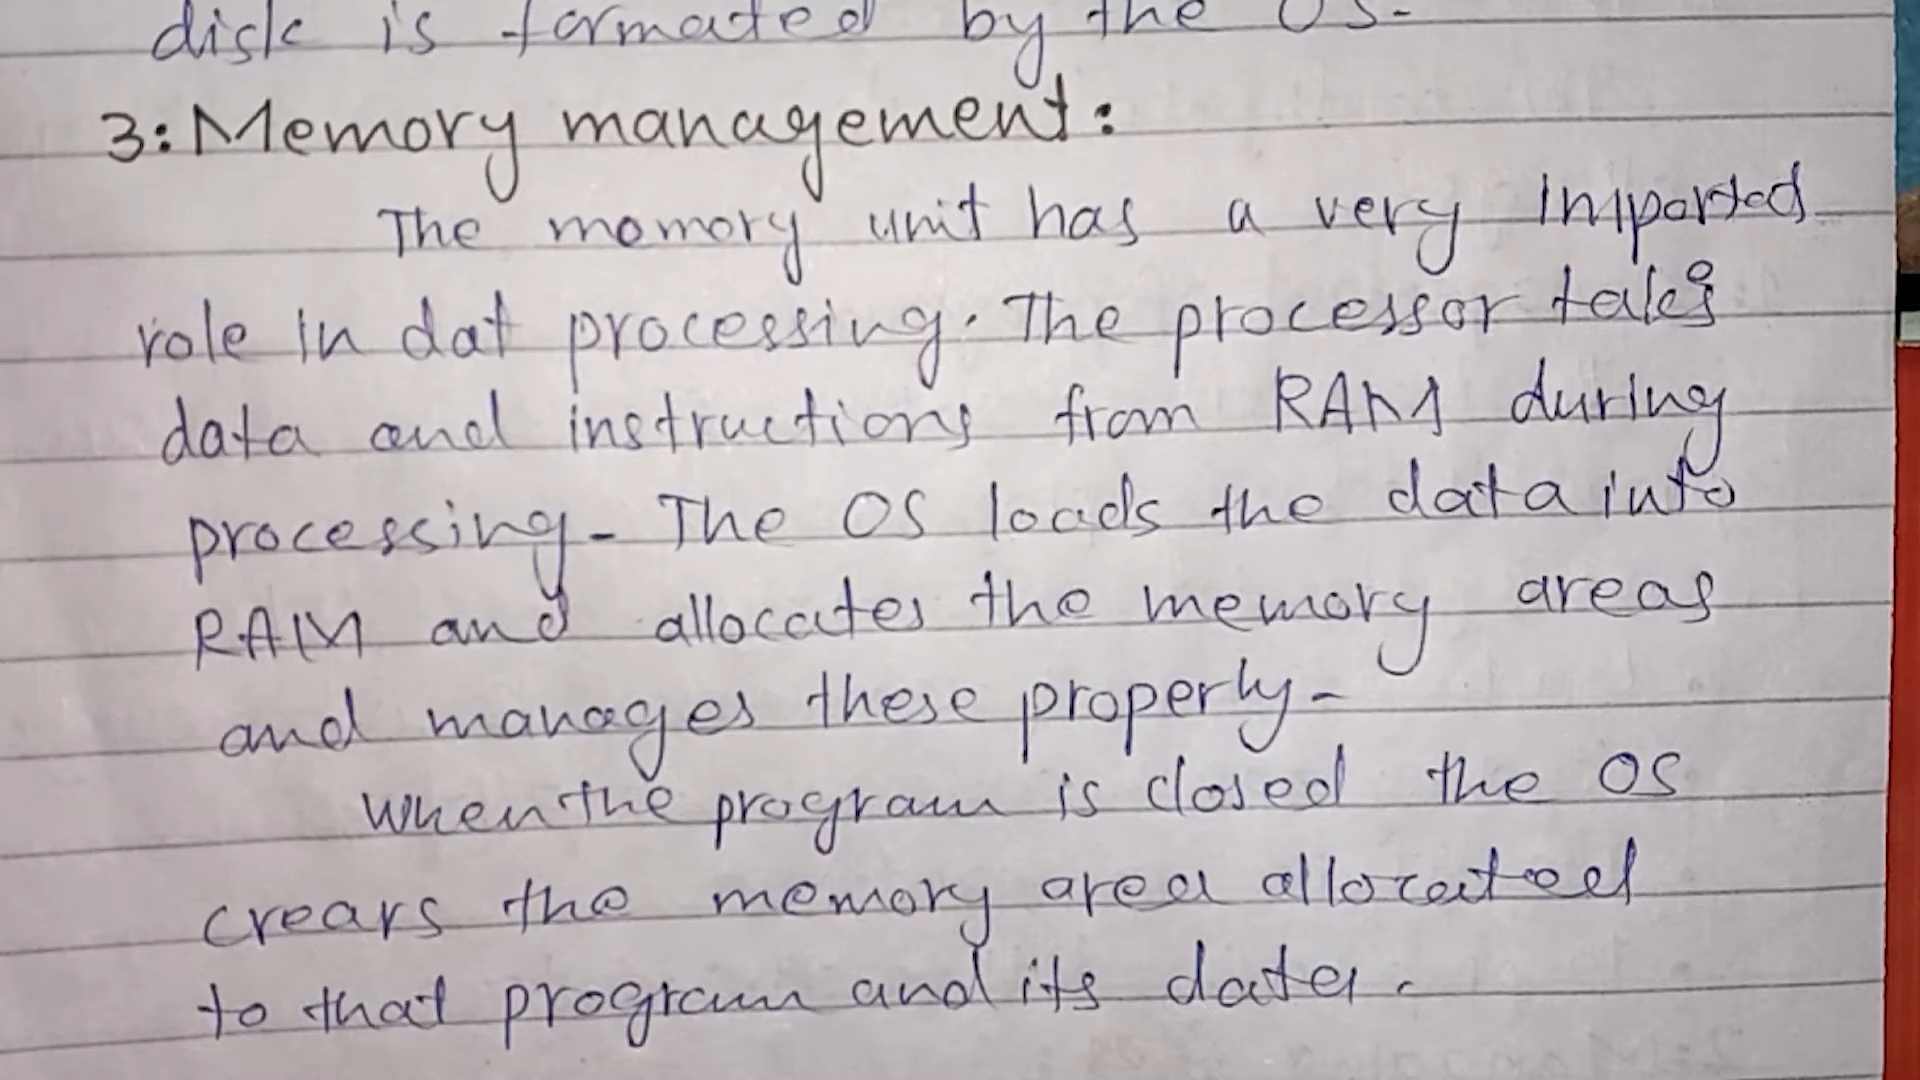 disk is formated by the OS.
3: Memory management:
The memory unit has a very Imported
role in dat processing. The processor takes
data and instructions from RAM during
processing. The OS loads the data into
RAM and allocates the memory areas
and manages these properly.
When the program is closed the OS
crears the memory area allocated
to that program and its data.